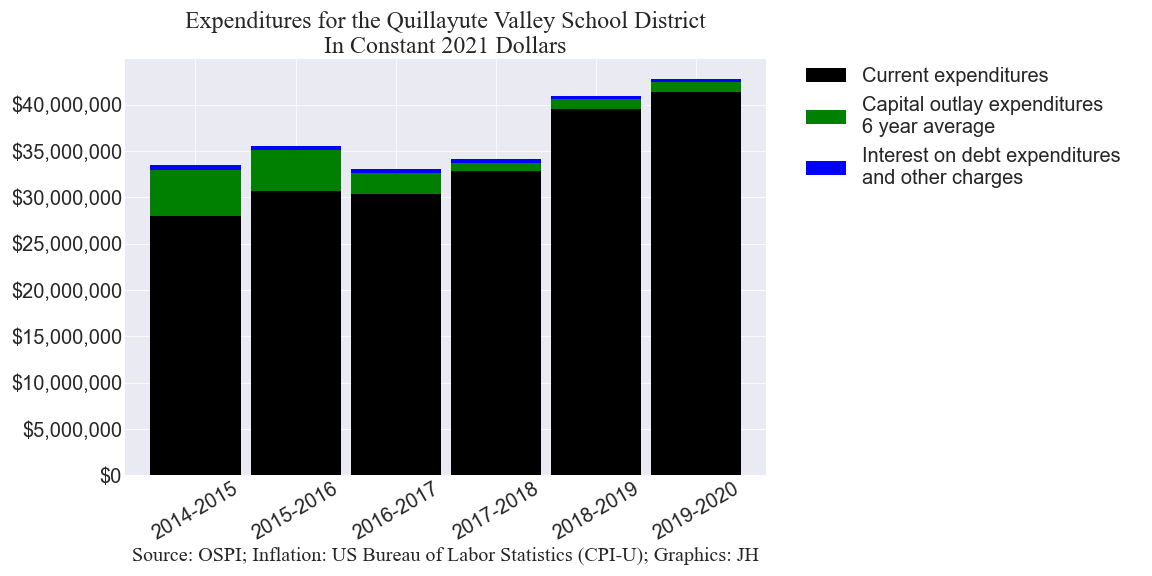 Expenditures for the Quillayute Valley School District
In Constant 2021 Dollars
Current expenditures
Capital outlay expenditures
6 year average
Interest on debt expenditures
and other charges
$40,000,000
$35,000,000
$30,000,000
$25,000,000
$20,000,000
$15,000,000
$10,000,000
$5,000,000
$0
2014-2015
2015-2016
2016-2017
2017-2018
2018-2019
2019-2020
Source: OSPI; Inflation: US Bureau of Labor Statistics (CPI-U); Graphics: JH